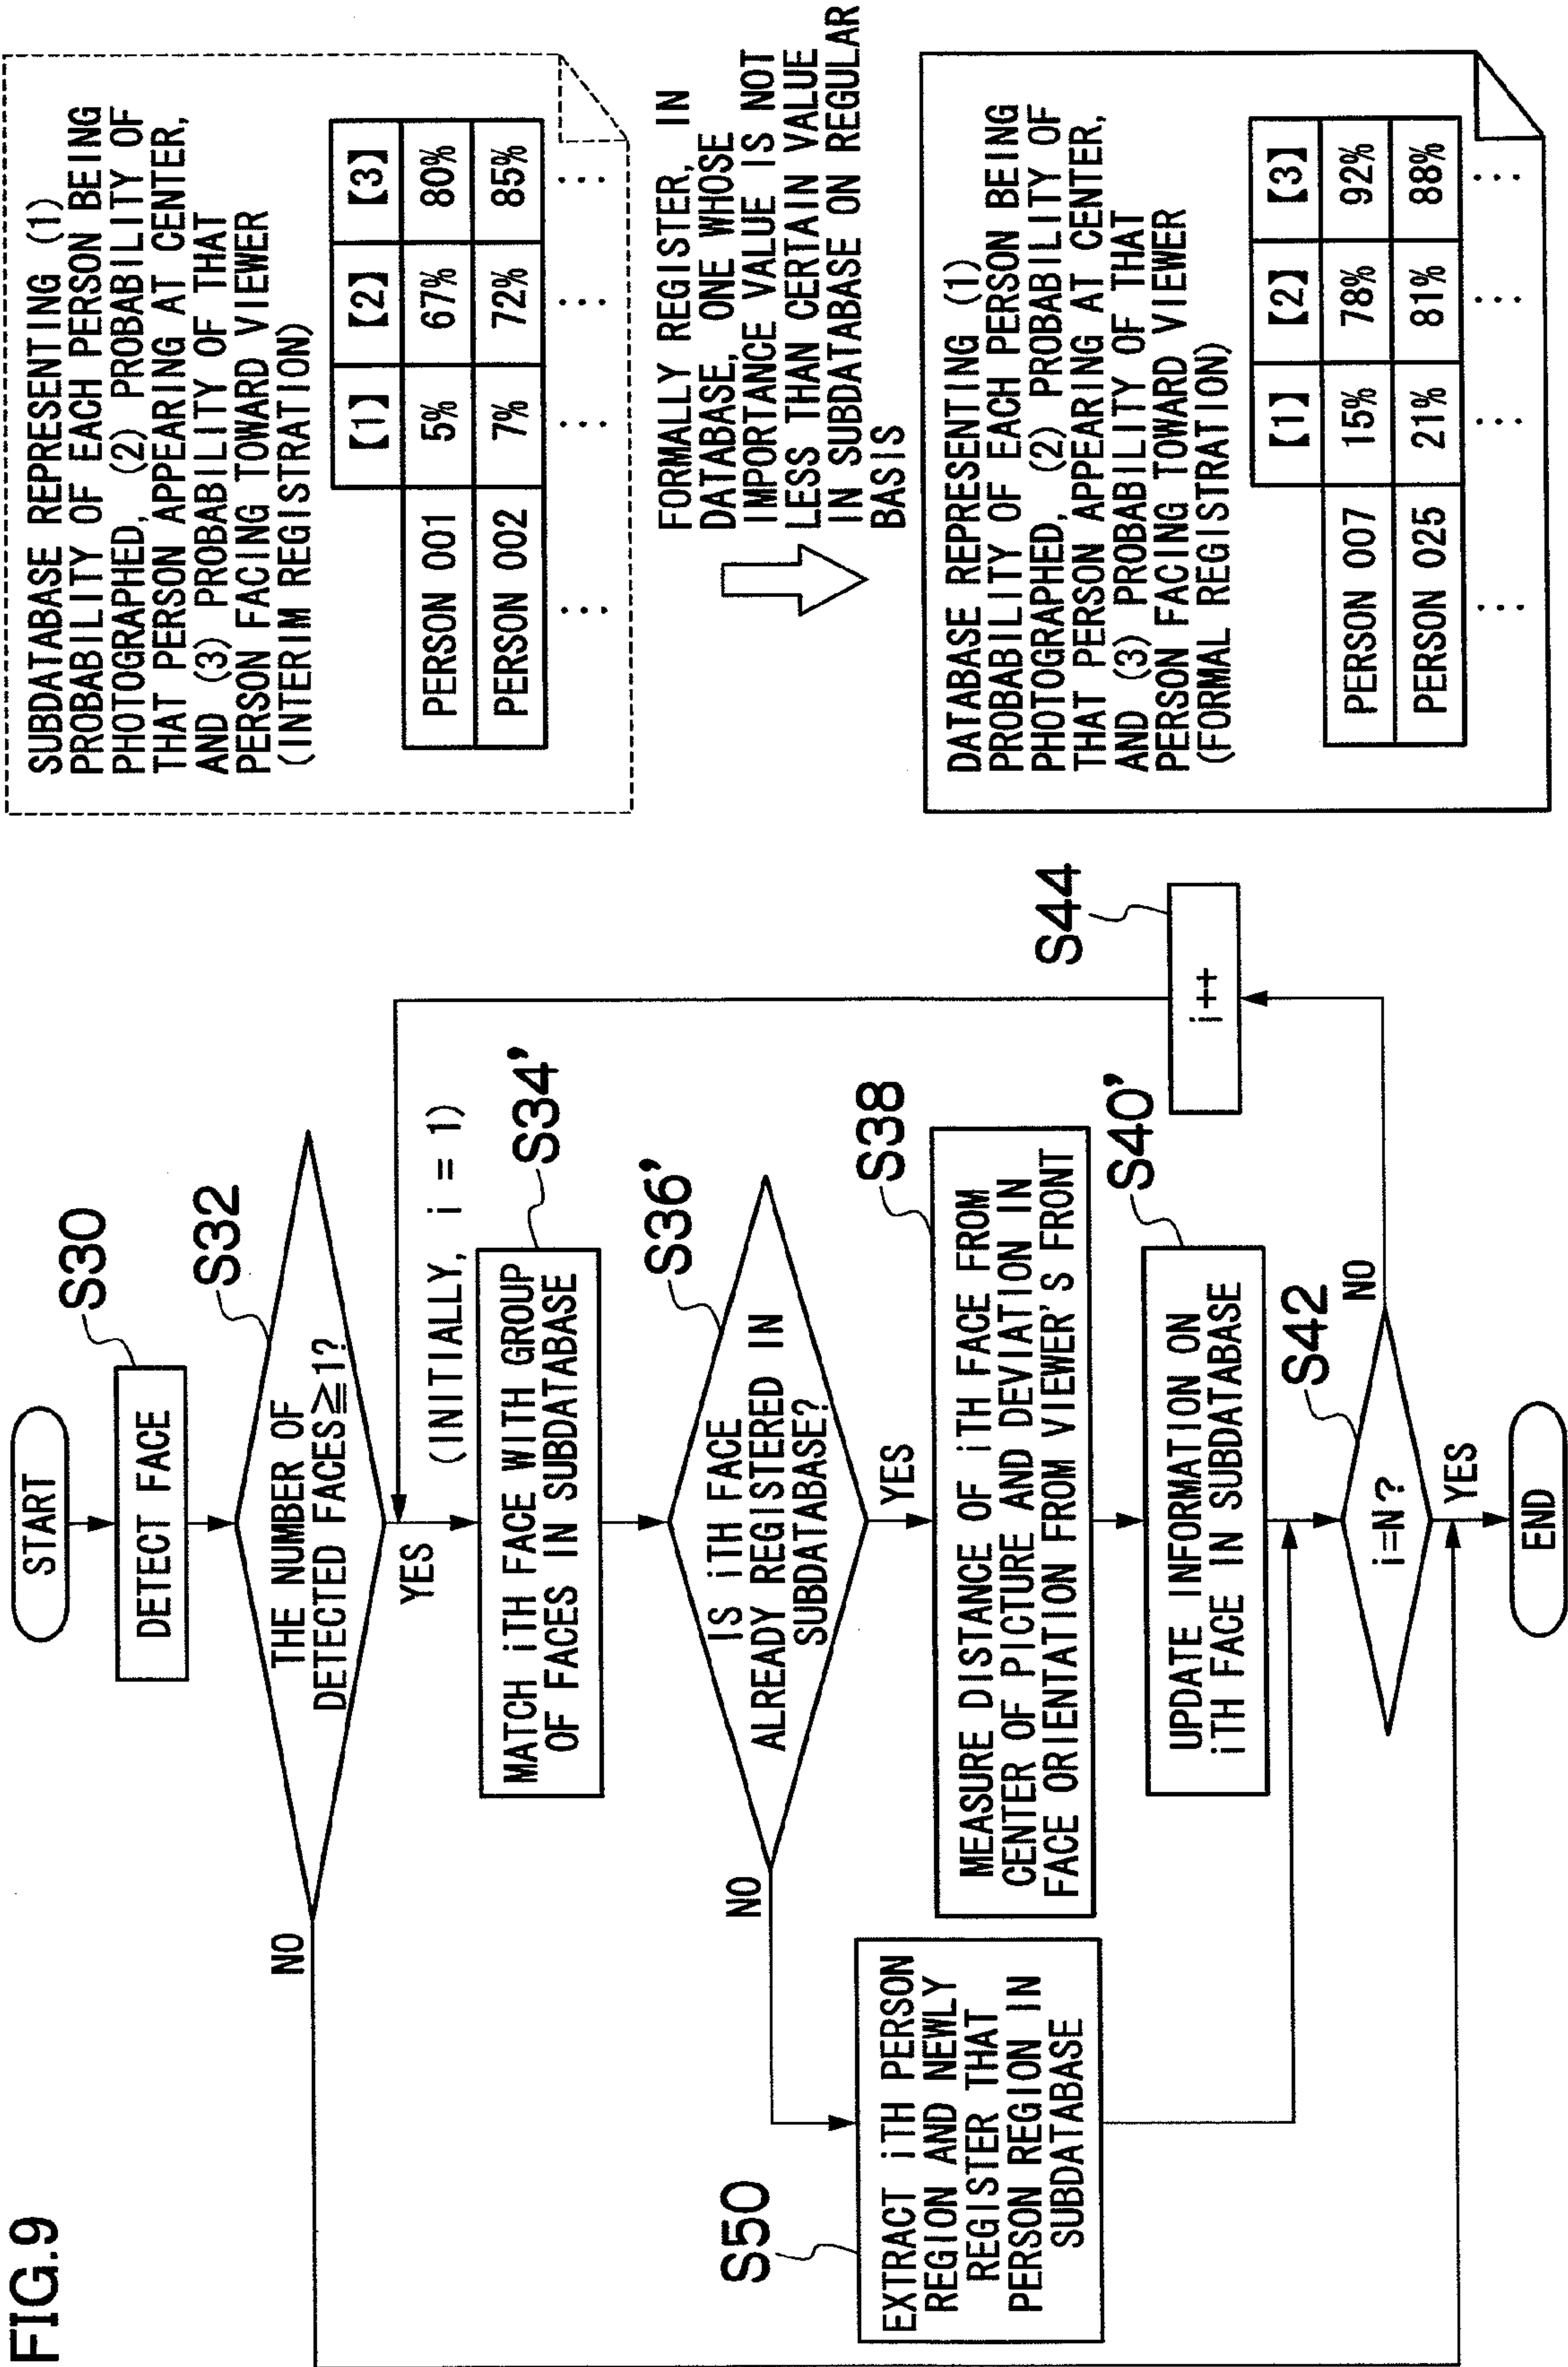 FIG.9
START
S30
DETECT FACE
S32
THE NUMBER OF
DETECTED FACES≧1?
NO
YES
(INITIALLY, i = 1)
S34'
MATCH iTH FACE WITH GROUP
OF FACES IN SUBDATABASE
S36'
IS iTH FACE
ALREADY REGISTERED IN
SUBDATABASE?
NO
YES
S50
EXTRACT iTH PERSON
REGION AND NEWLY
REGISTER THAT
PERSON REGION IN
SUBDATABASE
S38
MEASURE DISTANCE OF iTH FACE FROM
CENTER OF PICTURE AND DEVIATION IN
FACE ORIENTATION FROM VIEWER'S FRONT
S40'
UPDATE INFORMATION ON
iTH FACE IN SUBDATABASE
S42
i=N?
NO
YES
S44
i++
END
SUBDATABASE REPRESENTING (1)
PROBABILITY OF EACH PERSON BEING
PHOTOGRAPHED, (2) PROBABILITY OF
THAT PERSON APPEARING AT CENTER,
AND (3) PROBABILITY OF THAT
PERSON FACING TOWARD VIEWER
(INTERIM REGISTRATION)
【1】 【2】 【3】
PERSON 001 5% 67% 80%
PERSON 002 7% 72% 85%
... ... ... ...
FORMALLY REGISTER, IN
DATABASE, ONE WHOSE
IMPORTANCE VALUE IS NOT
LESS THAN CERTAIN VALUE
IN SUBDATABASE ON REGULAR
BASIS
DATABASE REPRESENTING (1)
PROBABILITY OF EACH PERSON BEING
PHOTOGRAPHED, (2) PROBABILITY OF
THAT PERSON APPEARING AT CENTER,
AND (3) PROBABILITY OF THAT
PERSON FACING TOWARD VIEWER
(FORMAL REGISTRATION)
【1】 【2】 【3】
PERSON 007 15% 78% 92%
PERSON 025 21% 81% 88%
... ... ... ...